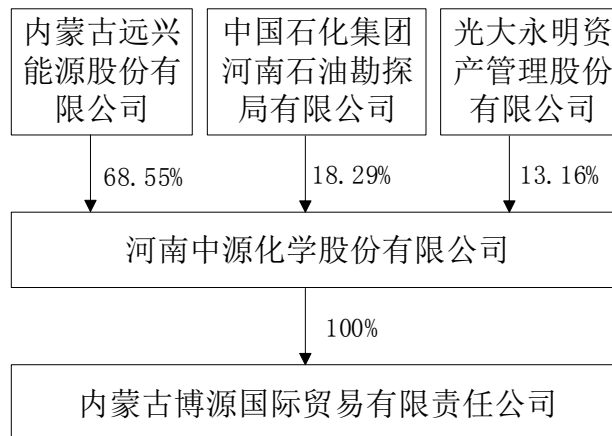 内蒙古远兴
能源股份有
限公司
中国石化集团
河南石油勘探
局有限公司
光大永明资
产管理股份
有限公司
68.55%
18.29%
13.16%
河南中源化学股份有限公司
100%
内蒙古博源国际贸易有限责任公司